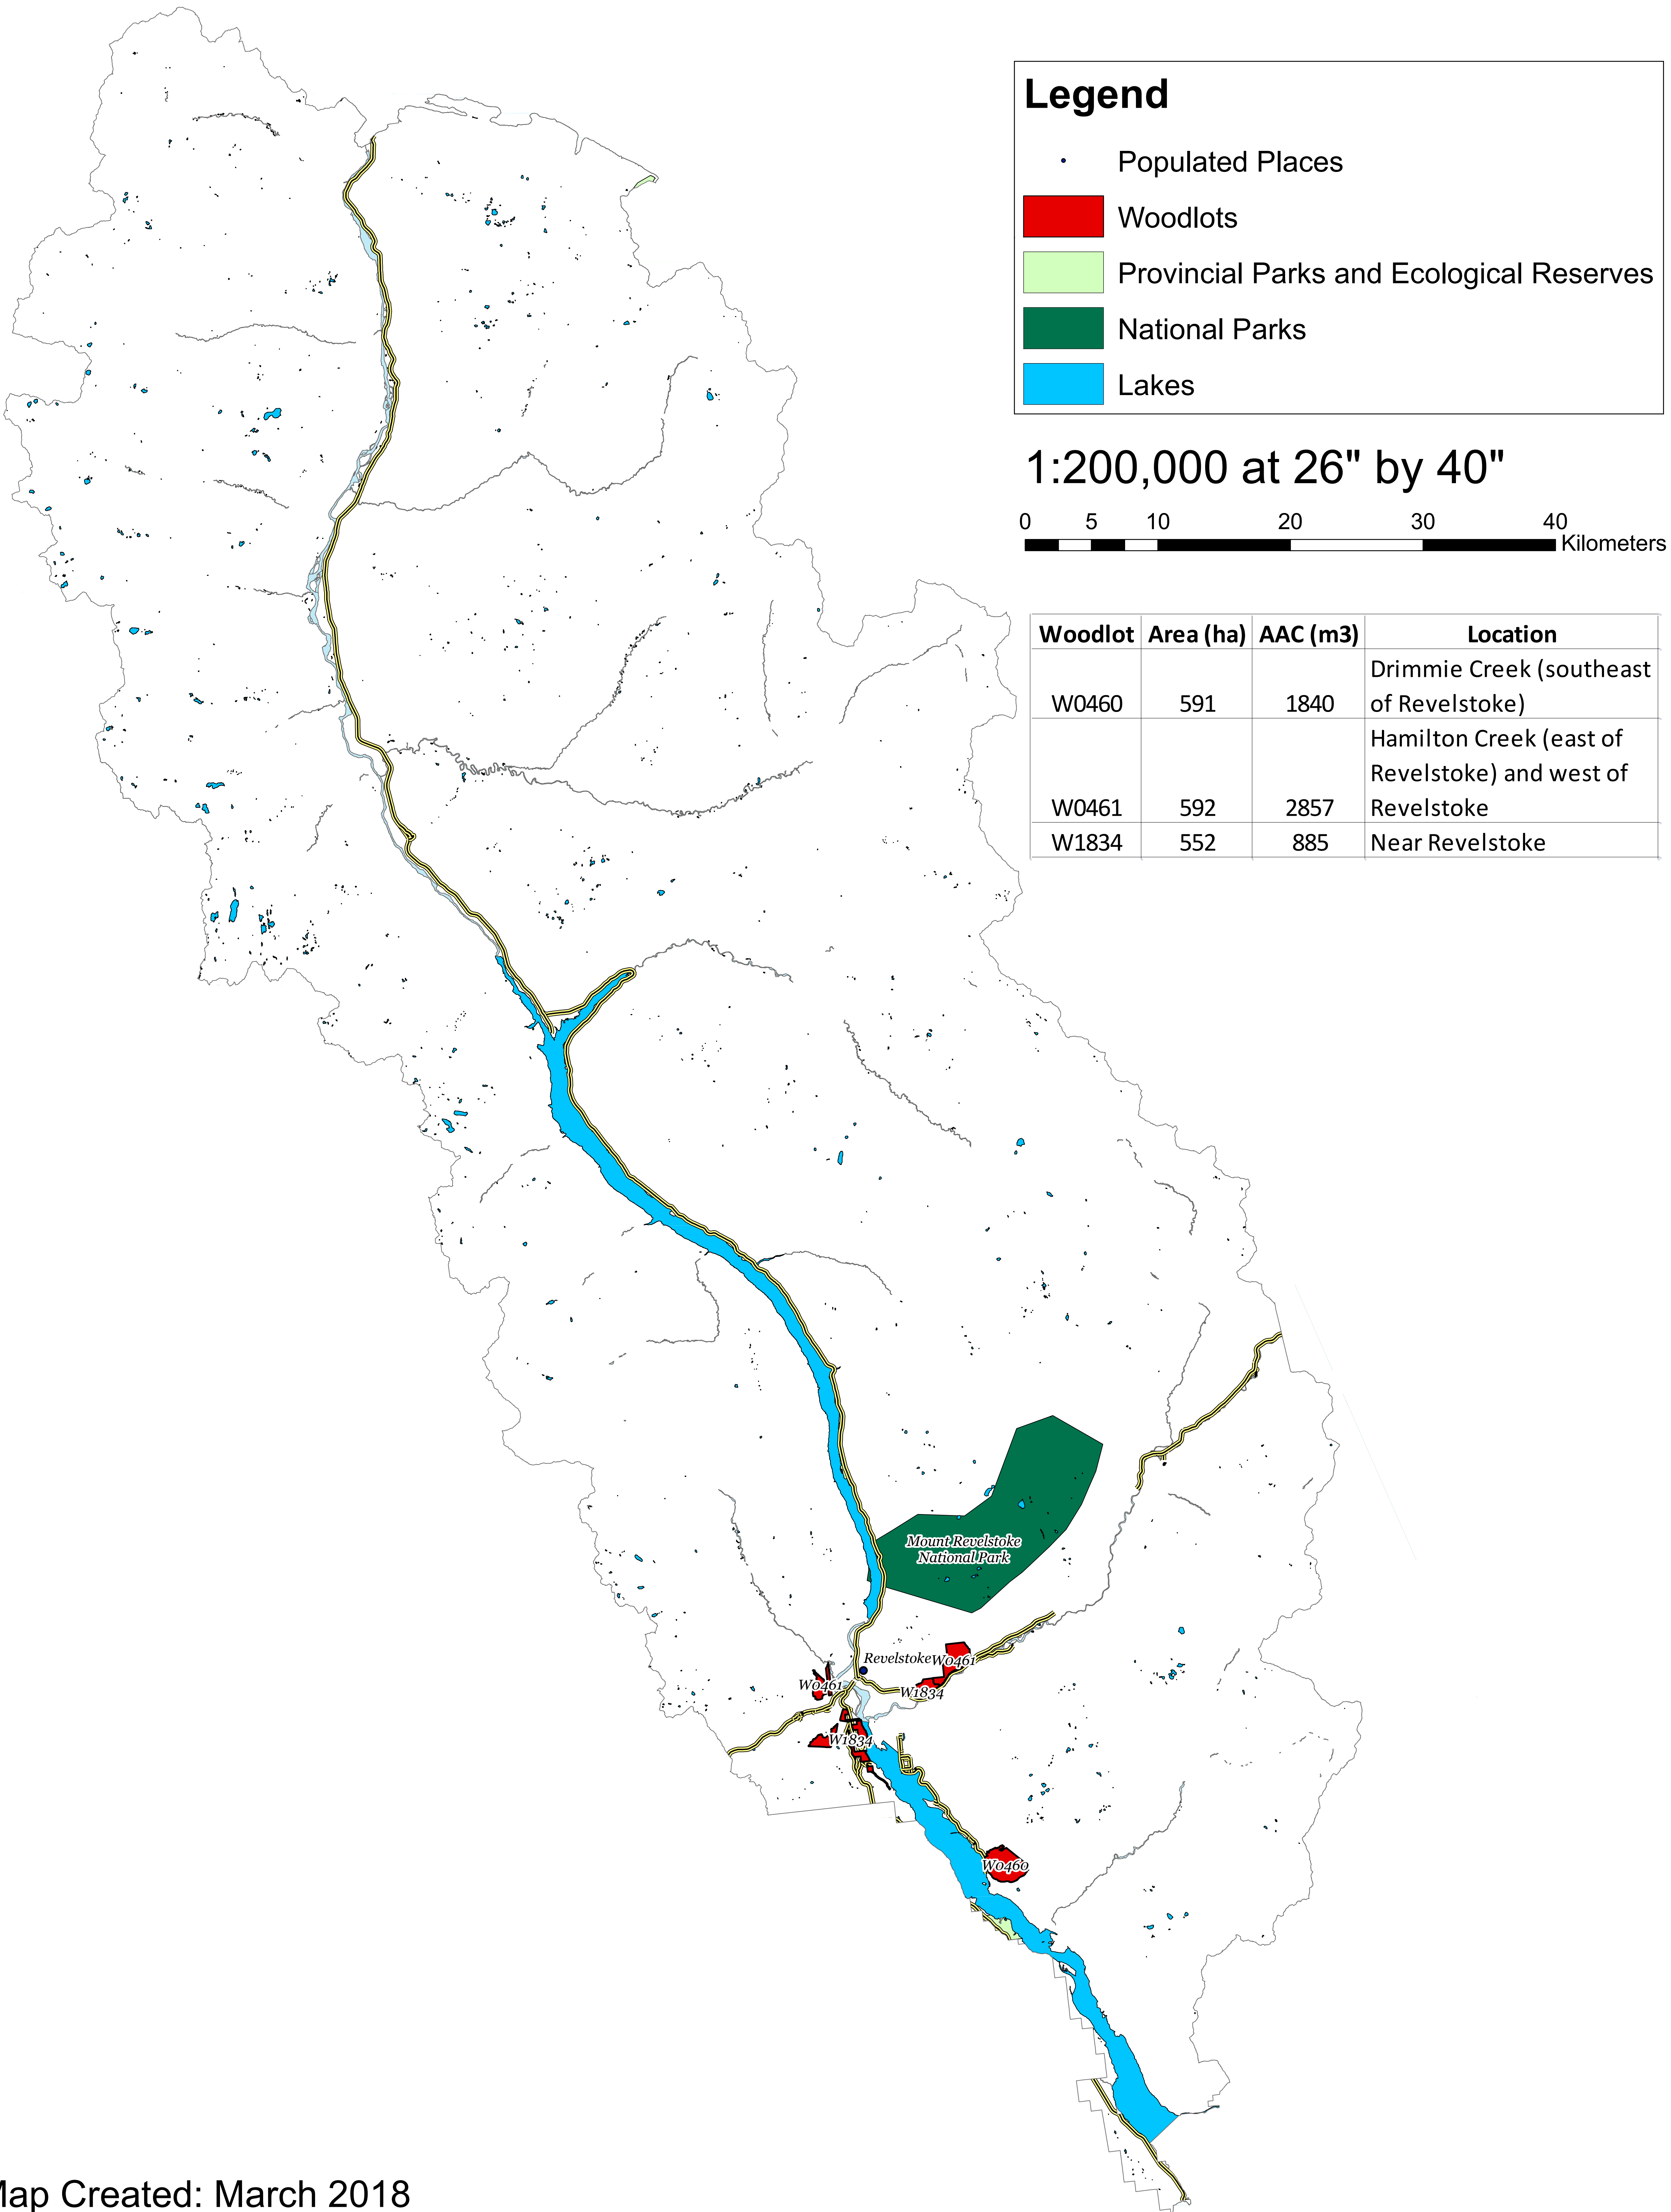 Legend
Populated Places
Woodlots
Provincial Parks and Ecological Reserves
National Parks
Lakes
1:200,000 at 26" by 40"
0 5 10 20 30 40
Kilometers
Woodlot Area (ha) AAC (m3) Location
Drimmie Creek (southeast
W0460 591 1840 of Revelstoke)
Hamilton Creek (east of
Revelstoke) and west of
W0461 592 2857 Revelstoke
W1834 552 885 Near Revelstoke
Mount Revelstoke
National Park
Revelstoke
W0461
W0461
W1834
W1834
W0460
Map Created: March 2018